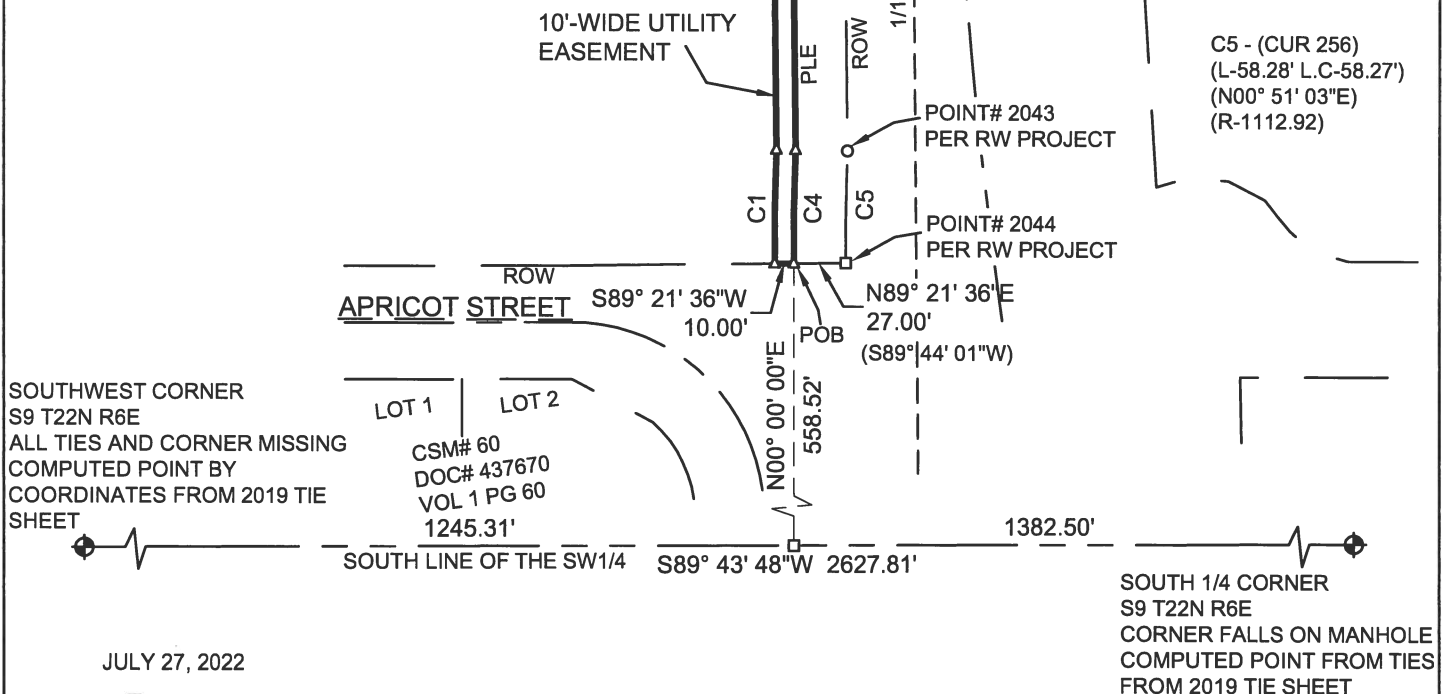 10'-WIDE UTILITY
EASEMENT
PLE
ROW
1/1
C5 - (CUR 256)
(L-58.28' L.C-58.27')
(N00° 51' 03"E)
(R-1112.92)
POINT# 2043
PER RW PROJECT
C1
C4
C5
POINT# 2044
PER RW PROJECT
ROW
APRICOT STREET
S89° 21' 36"W
10.00'
POB
N89° 21' 36"E
27.00'
(S89° 44' 01"W)
N00° 00' 00"E
558.52'
SOUTHWEST CORNER
S9 T22N R6E
ALL TIES AND CORNER MISSING
COMPUTED POINT BY
COORDINATES FROM 2019 TIE
SHEET
LOT 1
LOT 2
CSM# 60
DOC# 437670
VOL 1 PG 60
1245.31'
1382.50'
SOUTH LINE OF THE SW1/4
S89° 43' 48"W 2627.81'
SOUTH 1/4 CORNER
S9 T22N R6E
CORNER FALLS ON MANHOLE
COMPUTED POINT FROM TIES
FROM 2019 TIE SHEET
JULY 27, 2022